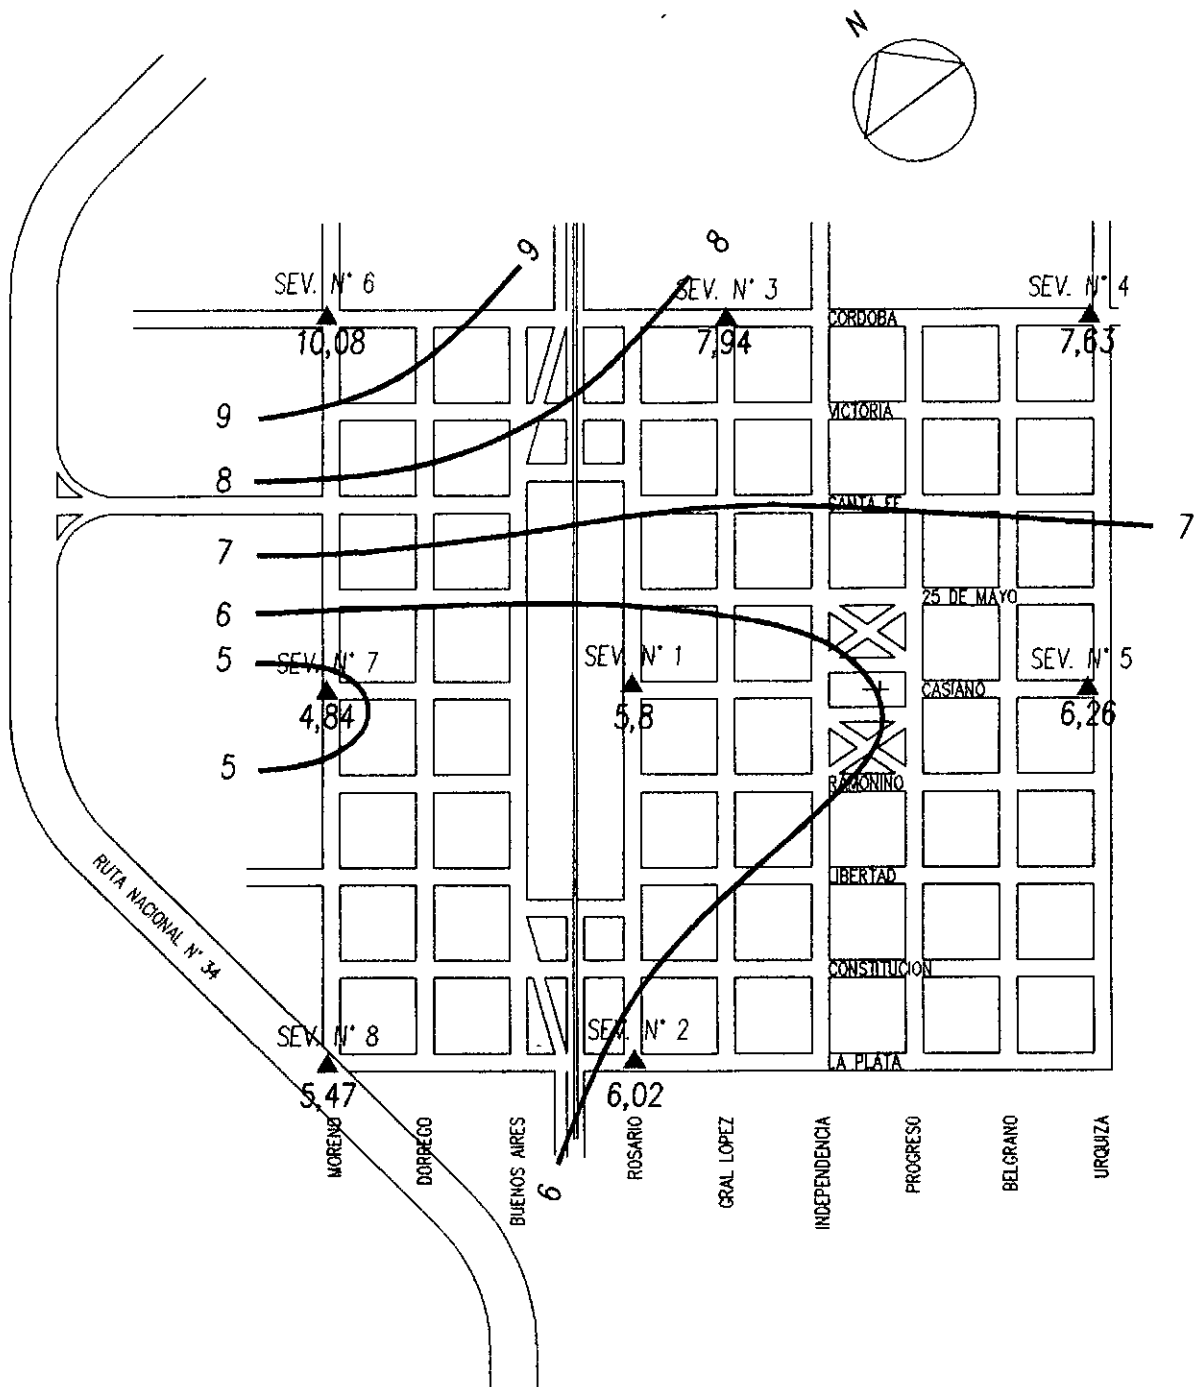 N
9
8
SEV. N° 6
SEV. N° 3
SEV. N° 4
10,08
7,94
CORDOBA
7,63
9
VICTORIA
8
SANTA FE
7
7
6
25 DE MAYO
5
SEV. N° 7
SEV. N° 1
SEV. N° 5
CASIANO
4,84
5,8
6,26
5
RAMONINO
LIBERTAD
RUTA NACIONAL N° 34
CONSTITUCION
SEV. N° 8
SEV. N° 2
LA PLATA
5,47
6,02
MORENO
DORREGO
BUENOS AIRES
ROSARIO
GRAL LOPEZ
INDEPENDENCIA
PROGRESO
BELGRANO
URQUIZA
6